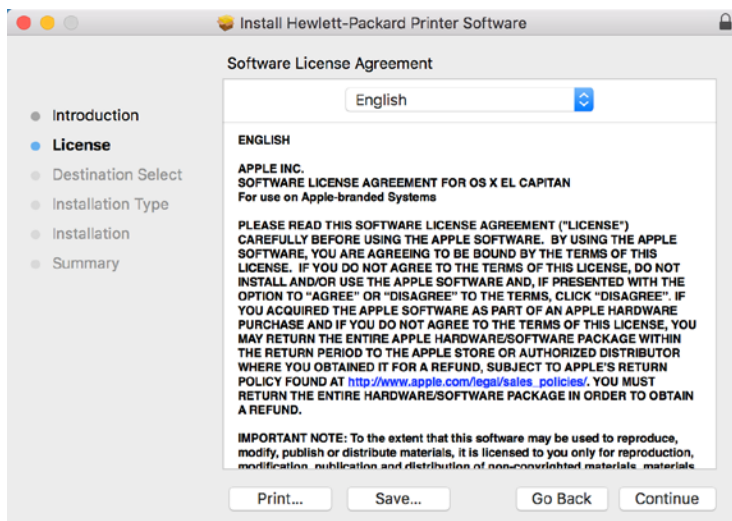 Install Hewlett-Packard Printer Software
Software License Agreement
Introduction
License
Destination Select
Installation Type
Installation
Summary
English
ENGLISH
APPLE INC.
SOFTWARE LICENSE AGREEMENT FOR OS X EL CAPITAN
For use on Apple-branded Systems
PLEASE READ THIS SOFTWARE LICENSE AGREEMENT ("LICENSE")
CAREFULLY BEFORE USING THE APPLE SOFTWARE.  BY USING THE APPLE
SOFTWARE, YOU ARE AGREEING TO BE BOUND BY THE TERMS OF THIS
LICENSE.  IF YOU DO NOT AGREE TO THE TERMS OF THIS LICENSE, DO NOT
INSTALL AND/OR USE THE APPLE SOFTWARE AND, IF PRESENTED WITH THE
OPTION TO "AGREE" OR "DISAGREE" TO THE TERMS, CLICK "DISAGREE". IF
YOU ACQUIRED THE APPLE SOFTWARE AS PART OF AN APPLE HARDWARE
PURCHASE AND IF YOU DO NOT AGREE TO THE TERMS OF THIS LICENSE, YOU
MAY RETURN THE ENTIRE APPLE HARDWARE/SOFTWARE PACKAGE WITHIN
THE RETURN PERIOD TO THE APPLE STORE OR AUTHORIZED DISTRIBUTOR
WHERE YOU OBTAINED IT FOR A REFUND, SUBJECT TO APPLE'S RETURN
POLICY FOUND AT http://www.apple.com/legal/sales_policies/. YOU MUST
RETURN THE ENTIRE HARDWARE/SOFTWARE PACKAGE IN ORDER TO OBTAIN
A REFUND.
IMPORTANT NOTE: To the extent that this software may be used to reproduce,
modify, publish or distribute materials, it is licensed to you only for reproduction,
modification, publication and distribution of non-copyrighted materials, materials
Print...
Save...
Go Back
Continue